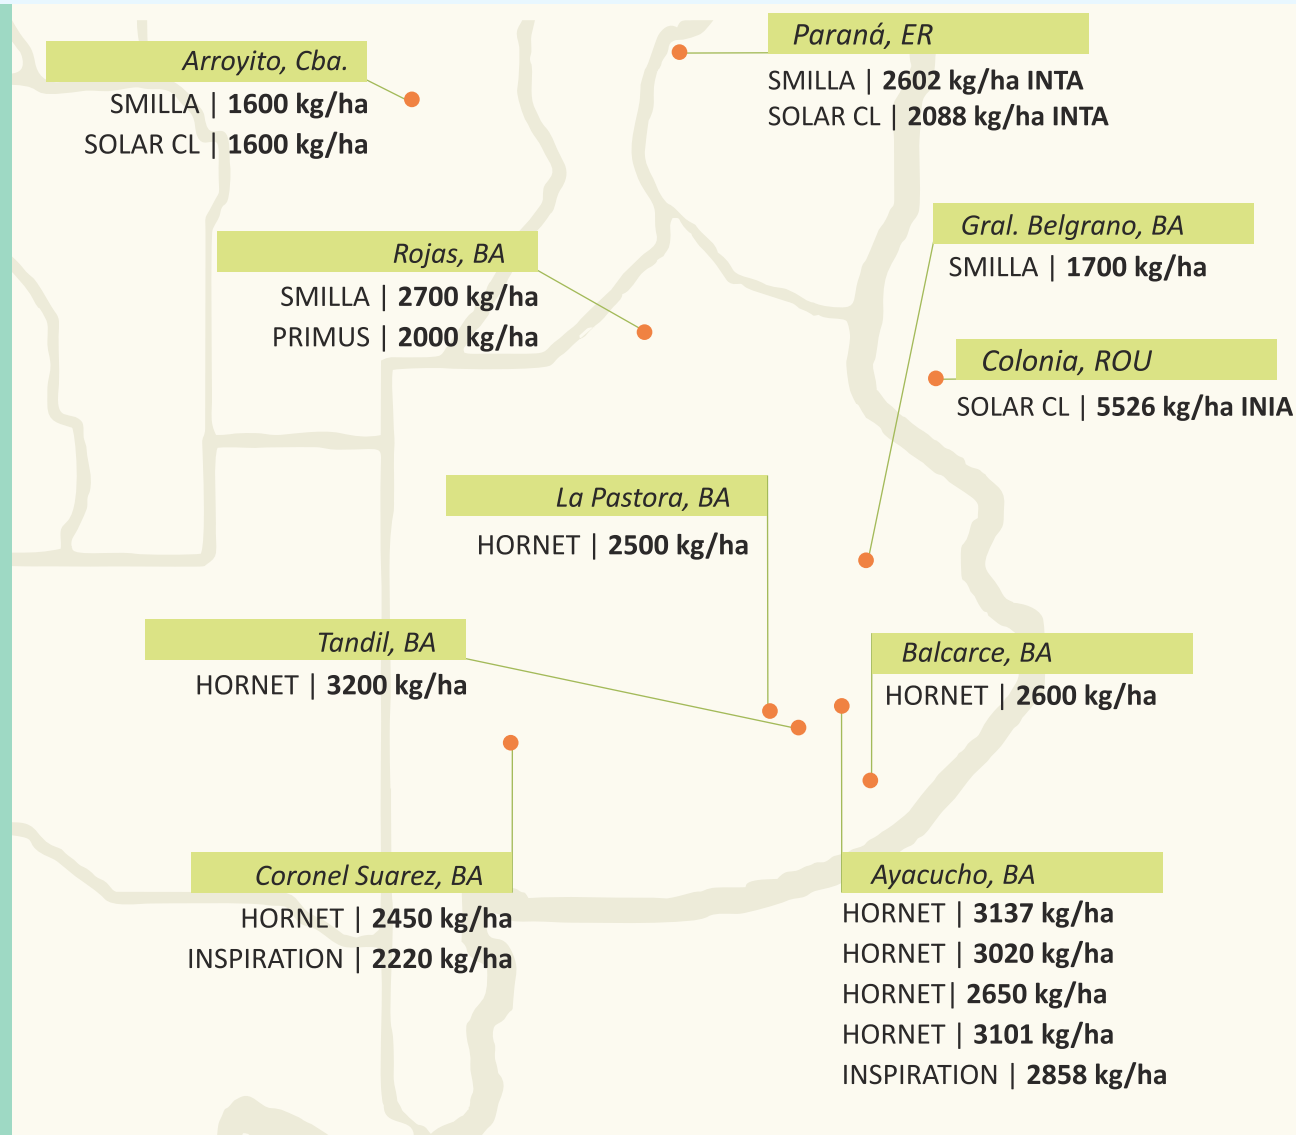 Arroyito, Cba.
SMILLA | 1600 kg/ha
SOLAR CL | 1600 kg/ha
Paraná, ER
SMILLA | 2602 kg/ha INTA
SOLAR CL | 2088 kg/ha INTA
Rojas, BA
SMILLA | 2700 kg/ha
PRIMUS | 2000 kg/ha
Gral. Belgrano, BA
SMILLA | 1700 kg/ha
Colonia, ROU
SOLAR CL | 5526 kg/ha INIA
La Pastora, BA
HORNET | 2500 kg/ha
Tandil, BA
HORNET | 3200 kg/ha
Balcarce, BA
HORNET | 2600 kg/ha
Coronel Suarez, BA
HORNET | 2450 kg/ha
INSPIRATION | 2220 kg/ha
Ayacucho, BA
HORNET | 3137 kg/ha
HORNET | 3020 kg/ha
HORNET| 2650 kg/ha
HORNET | 3101 kg/ha
INSPIRATION | 2858 kg/ha